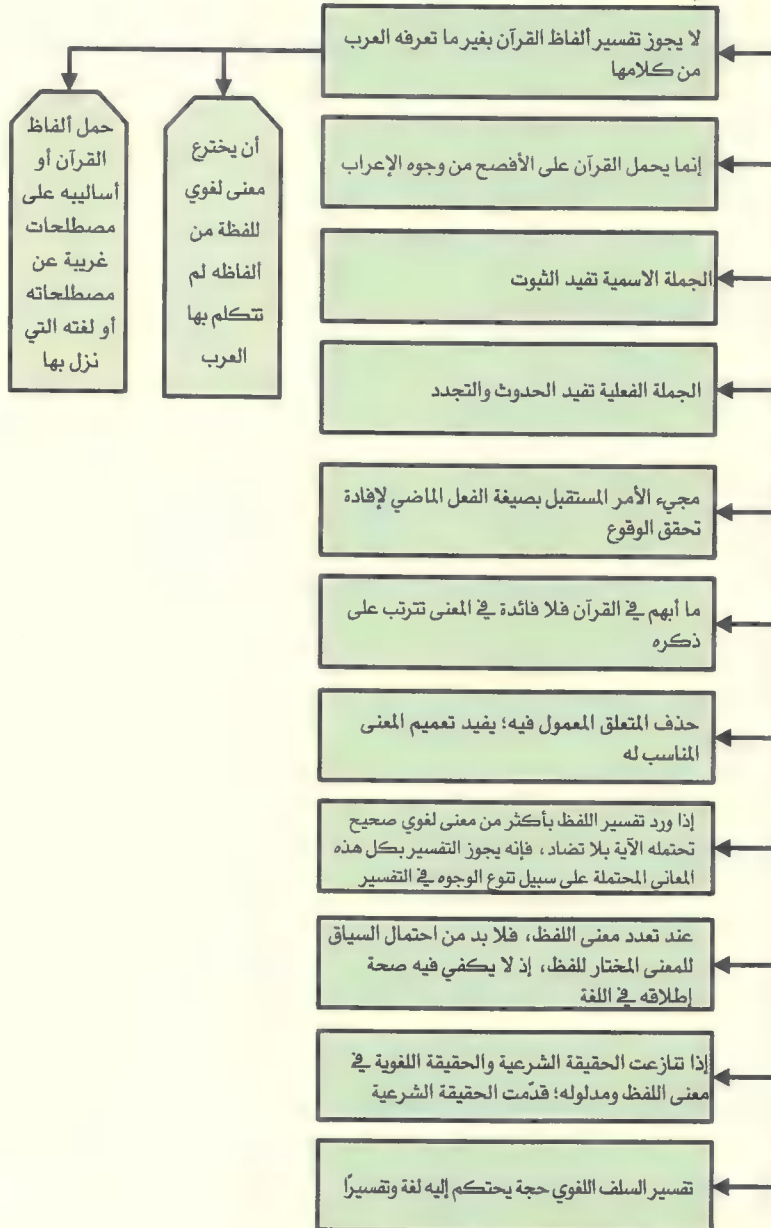 لا يجوز تفسير ألفاظ القرآن بغير ما تعرفه العرب
من كلامها
أن يخترع
معنى لغوي
للفظة من
ألفاظه لم
تتكلم بها
العرب
حمل ألفاظ
القرآن أو
أساليبه على
مصطلحات
غريبة عن
مصطلحاته
أو لغته التي
نزل بها
إنما يحمل القرآن على الأفصح من وجوه الإعراب
الجملة الاسمية تفيد الثبوت
الجملة الفعلية تفيد الحدوث والتجدد
مجيء الأمر المستقبل بصيغة الفعل الماضي لإفادة
تحقق الوقوع
ما أبهم في القرآن فلا فائدة في المعنى تترتب على
ذكره
حذف المتعلق المعمول فيه؛ يفيد تعميم المعنى
المناسب له
إذا ورد تفسير اللفظ بأكثر من معنى لغوي صحيح
تحتمله الآية بلا تضاد، فإنه يجوز التفسير بكل هذه
المعاني المحتملة على سبيل تنوع الوجوه في التفسير
عند تعدد معنى اللفظ، فلا بد من احتمال السياق
للمعنى المختار للفظ، إذ لا يكفي فيه صحة
إطلاقه في اللغة
إذا تنازعت الحقيقة الشرعية والحقيقة اللغوية في
معنى اللفظ ومدلوله؛ قدّمت الحقيقة الشرعية
تفسير السلف اللغوي حجة يحتكم إليه لغة وتفسيرًا